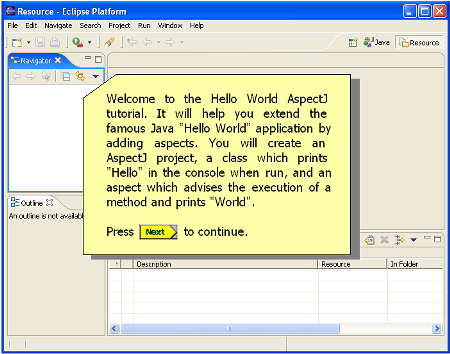 Resource - Eclipse Platform
File Edit Navigate Search Project Run Window Help
Java Resource
Navigator
Welcome to the Hello World AspectJ
tutorial. It will help you extend the
famous Java "Hello World" application by
adding aspects. You will create an
AspectJ project, a class which prints
"Hello" in the console when run, and an
aspect which advises the execution of a
method and prints "World".
Press Next to continue.
Outline
An outline is not available
Description Resource In Folder